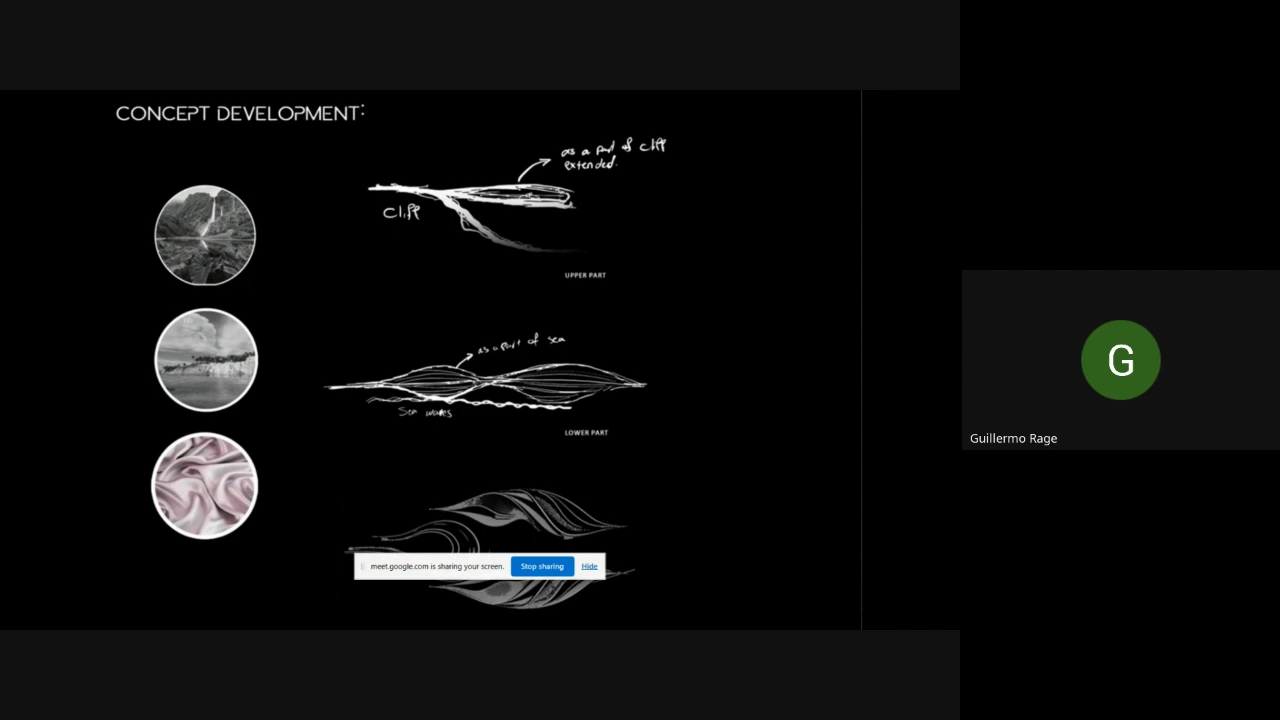 CONCEPT DEVELOPMENT:
as a part of cliff
extended.
Cliff
UPPER PART
as a part of sea
Sea waves
LOWER PART
meet.google.com is sharing your screen.
Stop sharing
Hide
G
Guillermo Rage